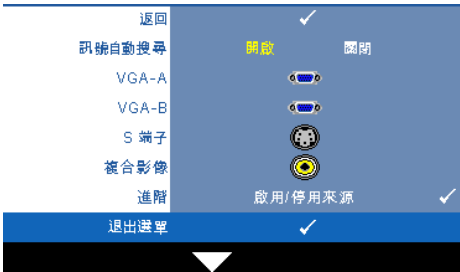 返回
訊號自動搜尋 開啟 關閉
VGA-A
VGA-B
S 端子
複合影像
進階 啟用/停用來源
退出選單